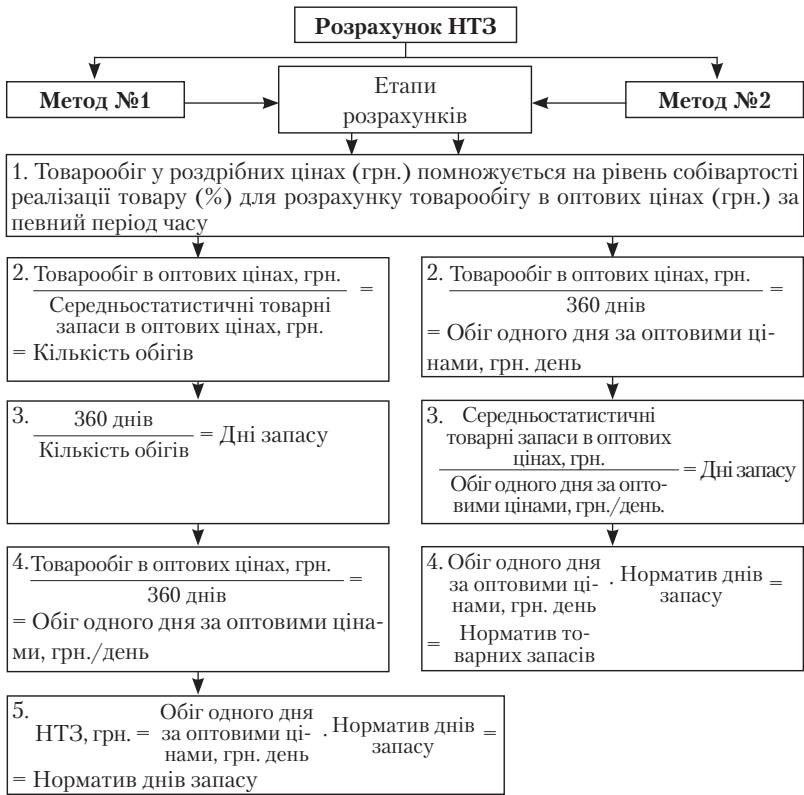 Розрахунок НТЗ
Метод №1
Етапи
розрахунків
Метод №2
1. Товарообіг у роздрібних цінах (грн.) помножується на рівень собівартості
реалізації товару (%) для розрахунку товарообігу в оптових цінах (грн.) за
певний період часу
2. Товарообіг в оптових цінах, грн. =
Середньостатистичні товарні
запаси в оптових цінах, грн.
= Кількість обігів
3. 360 днів
Кількість обігів = Дні запасу
4. Товарообіг в оптових цінах, грн. =
360 днів
= Обіг одного дня за оптовими ціна-
ми, грн./день
5. НТЗ, грн. = Обіг одного дня
за оптовими ці-
нами, грн. день
· Норматив днів
запасу =
= Норматив днів запасу
2. Товарообіг в оптових цінах, грн. =
360 днів
= Обіг одного дня за оптовими ці-
нами, грн. день
3. Середньостатистичні
товарні запаси в оптових
цінах, грн.
Обіг одного дня за опто-
вими цінами, грн./день.
= Дні запасу
4. Обіг одного дня
за оптовими ці-
нами, грн. день
· Норматив днів
запасу =
= Норматив то-
варних запасів